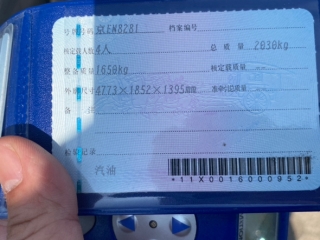 号牌号码 京EN8281 档案编号
核定载人数 4人 总质量 2030kg
整备质量 1650kg 核定载质量 --
外廓尺寸 4773×1852×1395mm 准牵引总质量 --
备注
检验记录
汽油
*11X0016000952*